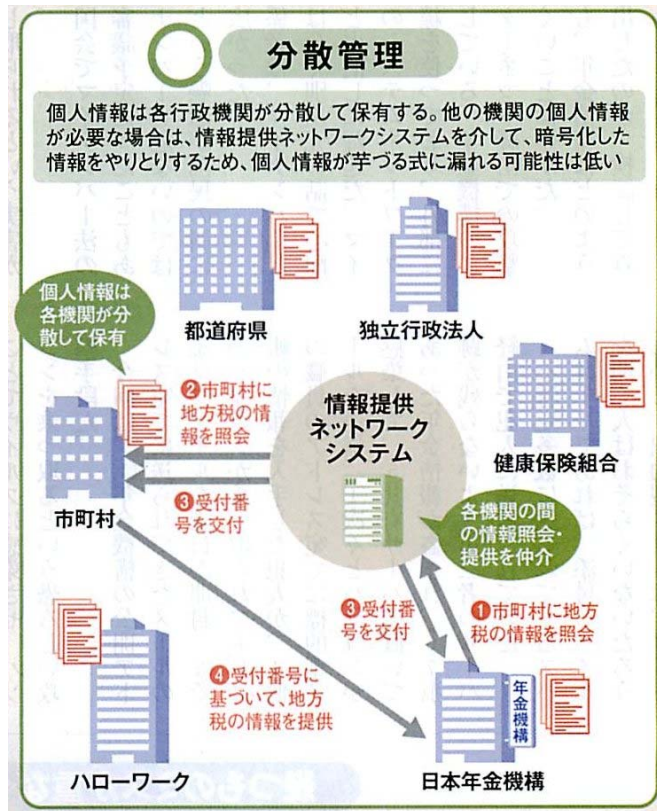 分散管理
個人情報は各行政機関が分散して保有する。他の機関の個人情報
が必要な場合は、情報提供ネットワークシステムを介して、暗号化した
情報をやりとりするため、個人情報が芋づる式に漏れる可能性は低い
個人情報は
各機関が分
散して保有
都道府県
独立行政法人
❷市町村に
地方税の情
報を照会
情報提供
ネットワーク
システム
健康保険組合
市町村
❸受付番
号を交付
各機関の間
の情報照会・
提供を仲介
❸受付番
号を交付
❶市町村に地方
税の情報を照会
❹受付番号に
基づいて、地方
税の情報を提供
年金機構
ハローワーク
日本年金機構